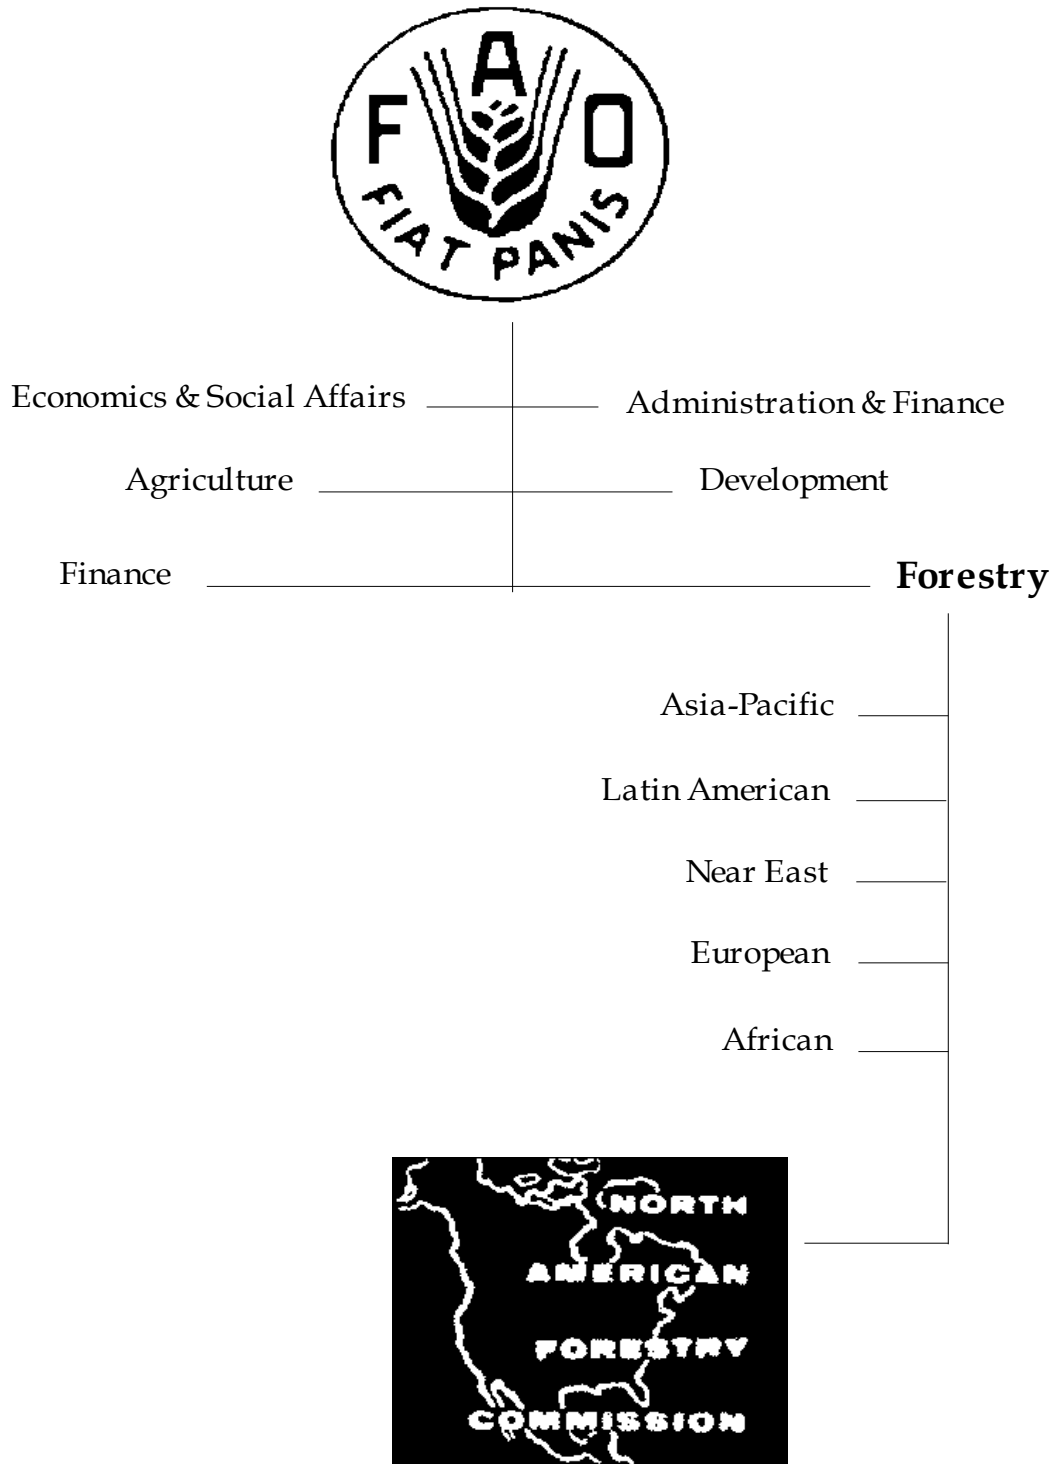 F A O
FIAT PANIS
Economics & Social Affairs
Administration & Finance
Agriculture
Development
Finance
Forestry
Asia-Pacific
Latin American
Near East
European
African
NORTH
AMERICAN
FORESTRY
COMMISSION